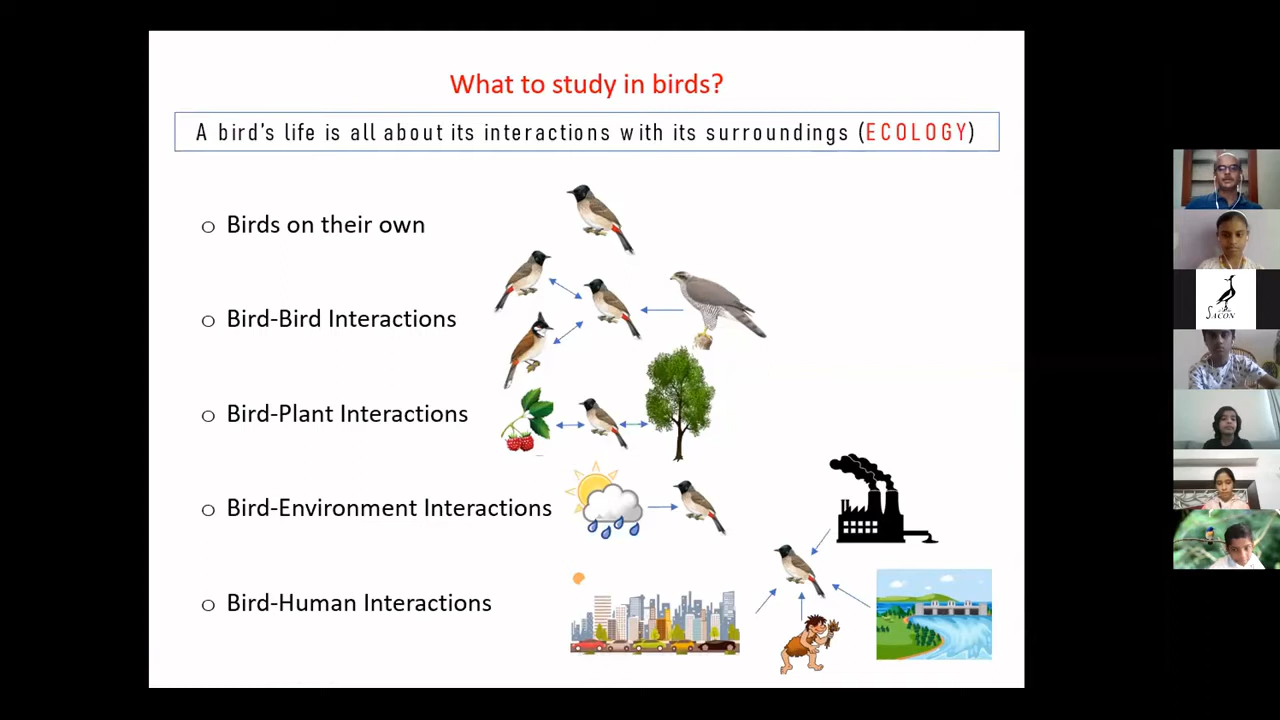 What to study in birds?
A bird's life is all about its interactions with its surroundings (ECOLOGY)
o Birds on their own
o Bird-Bird Interactions
o Bird-Plant Interactions
o Bird-Environment Interactions
o Bird-Human Interactions
SACON